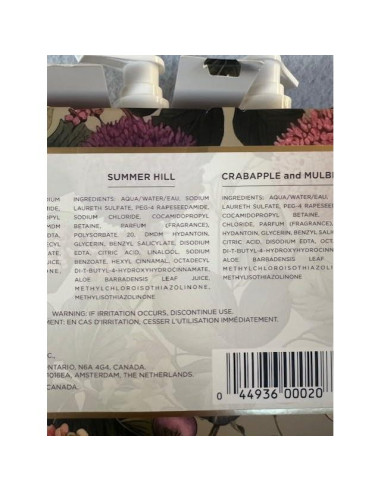 SUMMER HILL
INGREDIENTS: AQUA/WATER/EAU, SODIUM
LAURETH SULFATE, PEG-4 RAPESEEDAMIDE,
SODIUM CHLORIDE, COCAMIDOPROPYL
BETAINE, PARFUM (FRAGRANCE),
POLYSORBATE 20, DMDM HYDANTOIN,
GLYCERIN, BENZYL SALICYLATE, DISODIUM
EDTA, CITRIC ACID, LINALOOL, SODIUM
BENZOATE, HEXYL CINNAMAL, OCTADECYL
DI-T-BUTYL-4-HYDROXYHYDROCINNAMATE,
ALOE BARBADENSIS LEAF JUICE,
METHYLCHLOROISOTHIAZOLINONE,
METHYLISOTHIAZOLINONE
CRABAPPLE and MULB
INGREDIENTS: AQUA/WATER/EAU,
LAURETH SULFATE, PEG-4 RAPES
COCAMIDOPROPYL BETAINE,
CHLORIDE, PARFUM (FRAGRANCE),
HYDANTOIN, GLYCERIN, BENZYL SALI
CITRIC ACID, DISODIUM EDTA,
DI-T-BUTYL-4-HYDROXYHYDROCINN
ALOE BARBADENSIS LEAF
METHYLCHLOROISOTHIAZOLIN
METHYLISOTHIAZOLINONE
WARNING: IF IRRITATION OCCURS, DISCONTINUE USE.
EMENT: EN CAS D'IRRITATION, CESSER L'UTILISATION IMMÉDIATEMENT.
C.,
ONTARIO, N6A 4G4, CANADA.
1016EA, AMSTERDAM, THE NETHERLANDS.
CANADA.
0 44936 00020